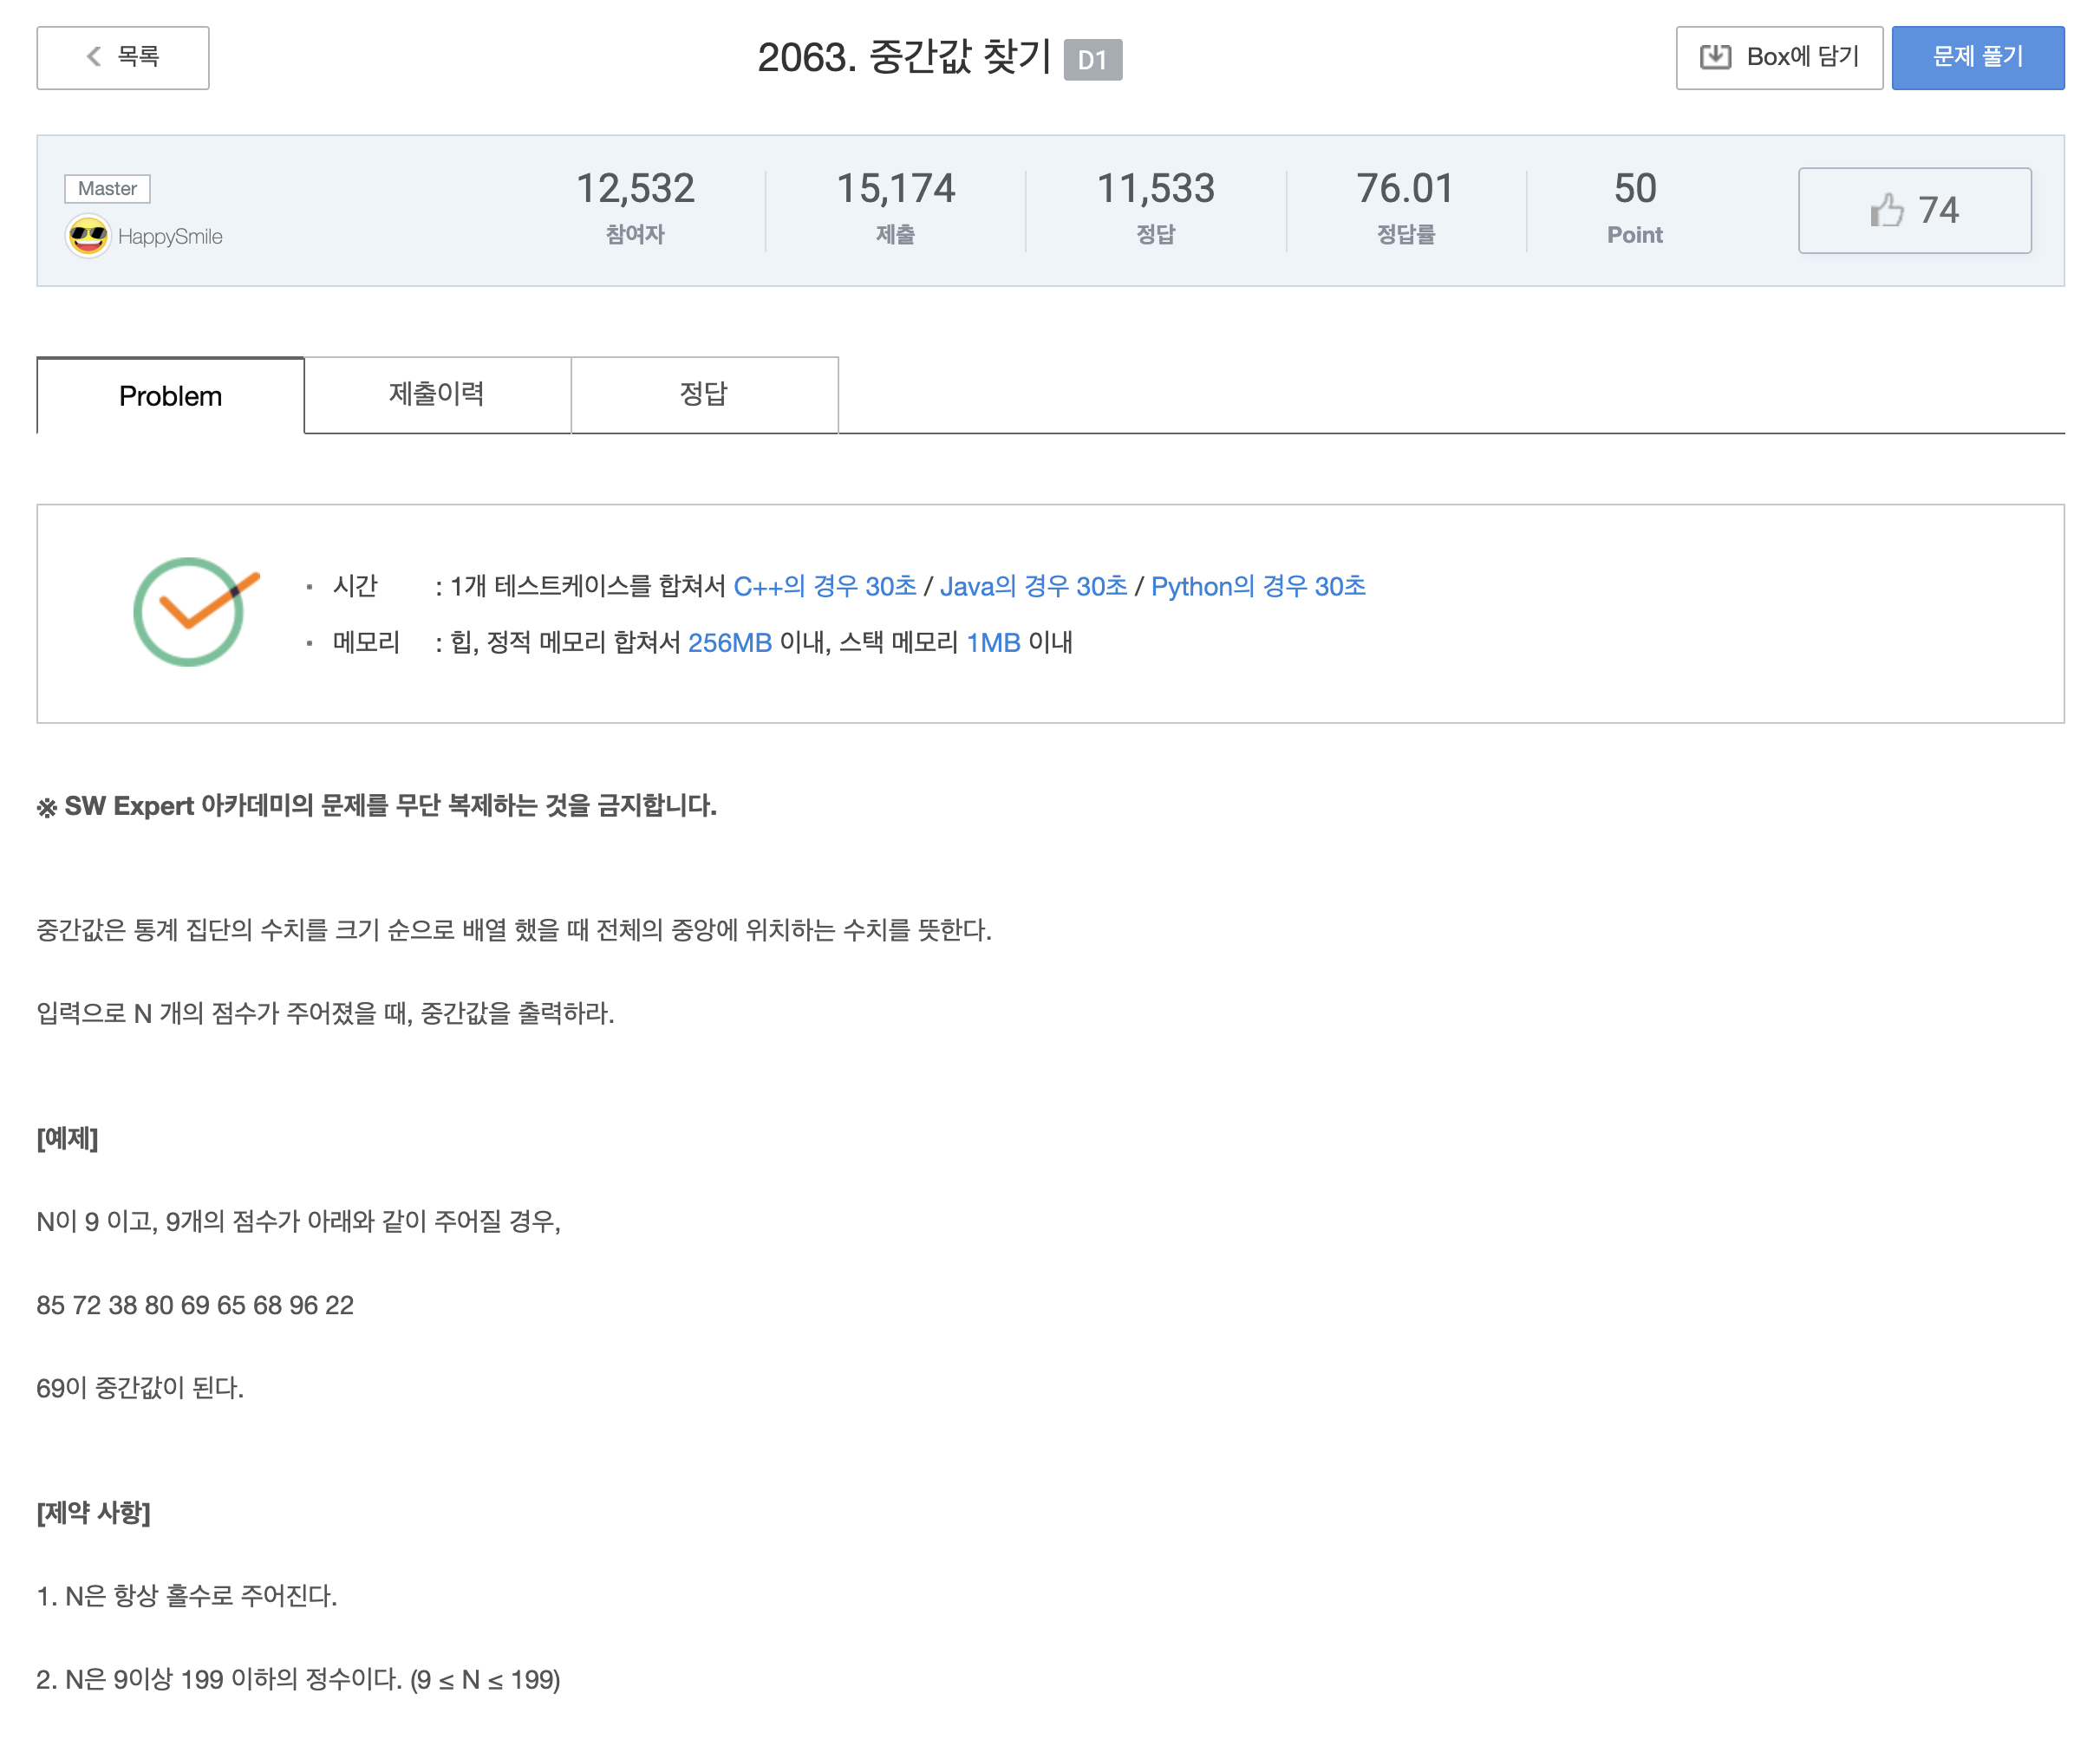 목록
2063. 중간값 찾기 D1
Box에 담기
문제 풀기
Master
HappySmile
12,532
참여자
15,174
제출
11,533
정답
76.01
정답률
50
Point
74
Problem
제출이력
정답
시간 : 1개 테스트케이스를 합쳐서 C++의 경우 30초 / Java의 경우 30초 / Python의 경우 30초
메모리 : 힙, 정적 메모리 합쳐서 256MB 이내, 스택 메모리 1MB 이내
※ SW Expert 아카데미의 문제를 무단 복제하는 것을 금지합니다.
중간값은 통계 집단의 수치를 크기 순으로 배열 했을 때 전체의 중앙에 위치하는 수치를 뜻한다.
입력으로 N 개의 점수가 주어졌을 때, 중간값을 출력하라.
[예제]
N이 9 이고, 9개의 점수가 아래와 같이 주어질 경우,
85 72 38 80 69 65 68 96 22
69이 중간값이 된다.
[제약 사항]
1. N은 항상 홀수로 주어진다.
2. N은 9이상 199 이하의 정수이다. (9 ≤ N ≤ 199)